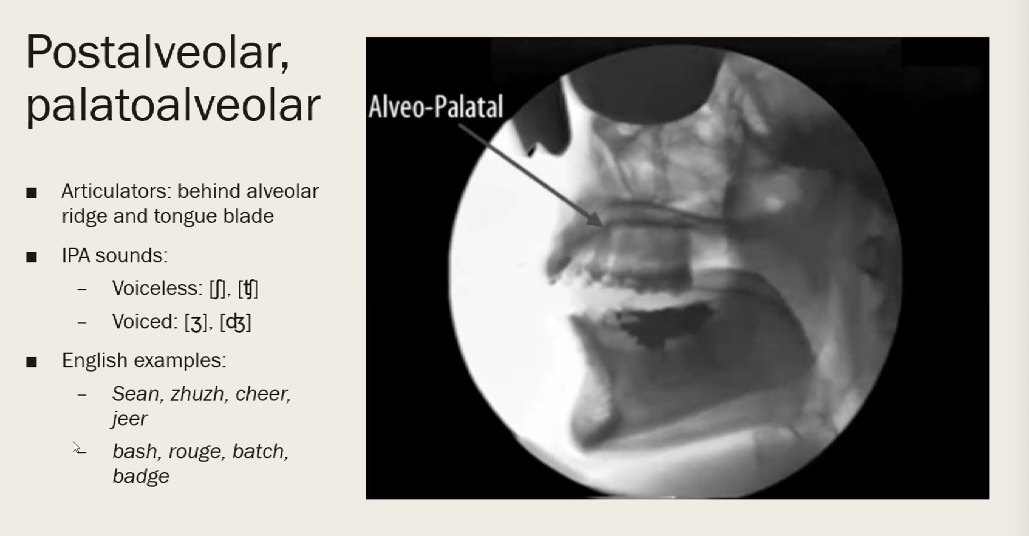 Postalveolar,
palatoalveolar
■ Articulators: behind alveolar
ridge and tongue blade
■ IPA sounds:
– Voiceless: [ʃ], [ʧ]
– Voiced: [ʒ], [ʤ]
■ English examples:
– Sean, zhuzh, cheer,
jeer
– bash, rouge, batch,
badge
Alveo-Palatal